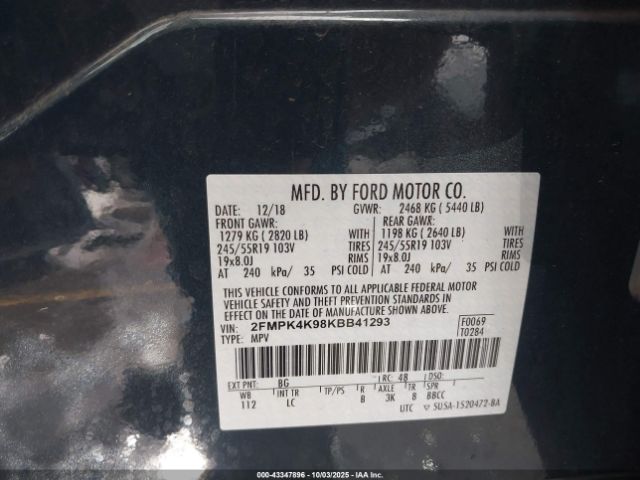 MFD. BY FORD MOTOR CO.
DATE: 12/18 GVWR: 2468 KG ( 5440 LB)
FRONT GAWR: REAR GAWR:
1279 KG ( 2820 LB) WITH 1198 KG ( 2640 LB) WITH
245/55R19 103V TIRES 245/55R19 103V TIRES
19x8.0J RIMS 19x8.0J RIMS
AT 240 kPa/ 35 PSI COLD AT 240 kPa/ 35 PSI COLD
THIS VEHICLE CONFORMS TO ALL APPLICABLE FEDERAL MOTOR
VEHICLE SAFETY AND THEFT PREVENTION STANDARDS IN
EFFECT ON THE DATE OF MANUFACTURE SHOWN ABOVE.
VIN: 2FMPK4K98KBB41293 F0069
TYPE: MPV T0284
EXT PNT: BG RC: 48 DSO:
WB INT TR TP/PS R AXLE TR SPR
112 LC B 3K 8 BBCC
UTC ▽ 5USA-1520472-BA
© 43347896 - 10/03/2025 - IAAI HOLDINGS, LLC